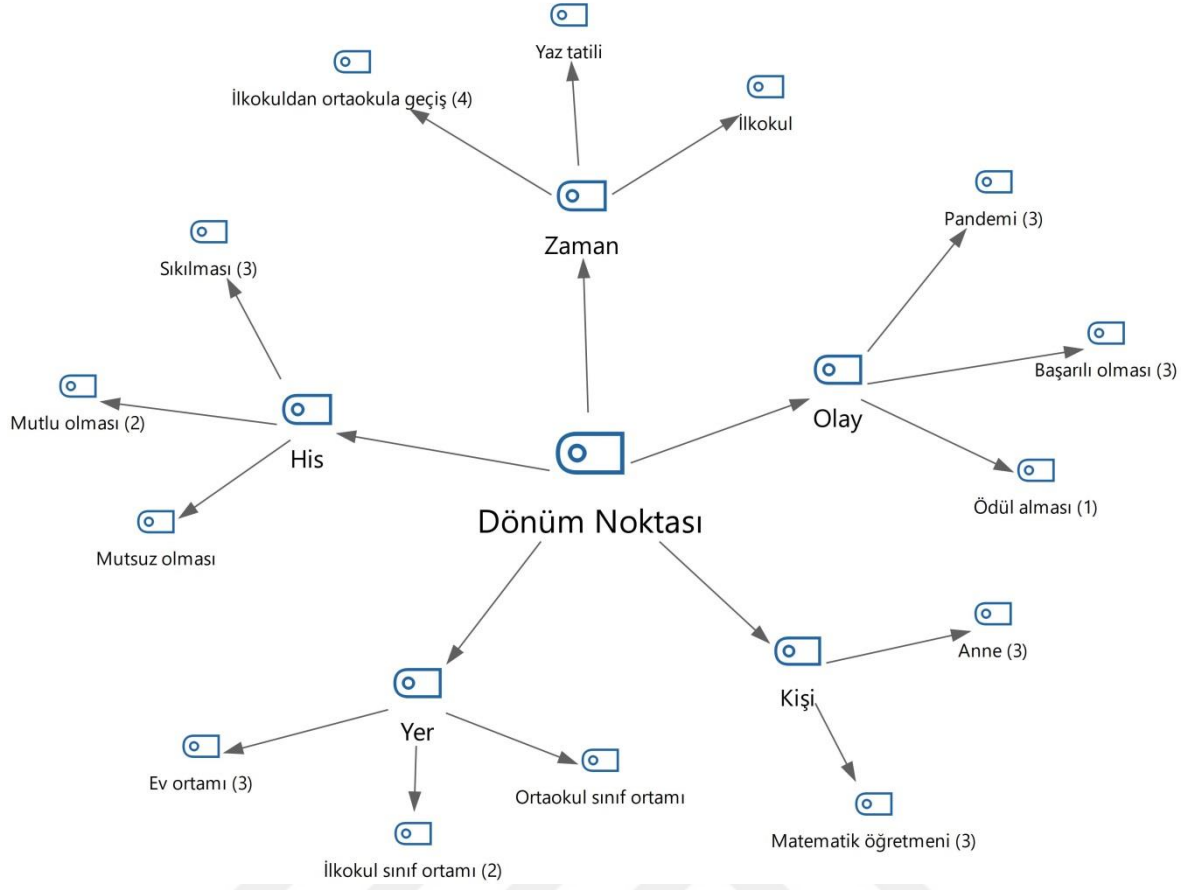 Yaz tatili
İlkokuldan ortaokula geçiş (4)
İlkokul
Zaman
Pandemi (3)
Sıkılması (3)
Başarılı olması (3)
Olay
Mutlu olması (2)
His
Ödül alması (1)
Dönüm Noktası
Mutsuz olması
Anne (3)
Kişi
Yer
Ev ortamı (3)
Ortaokul sınıf ortamı
Matematik öğretmeni (3)
İlkokul sınıf ortamı (2)